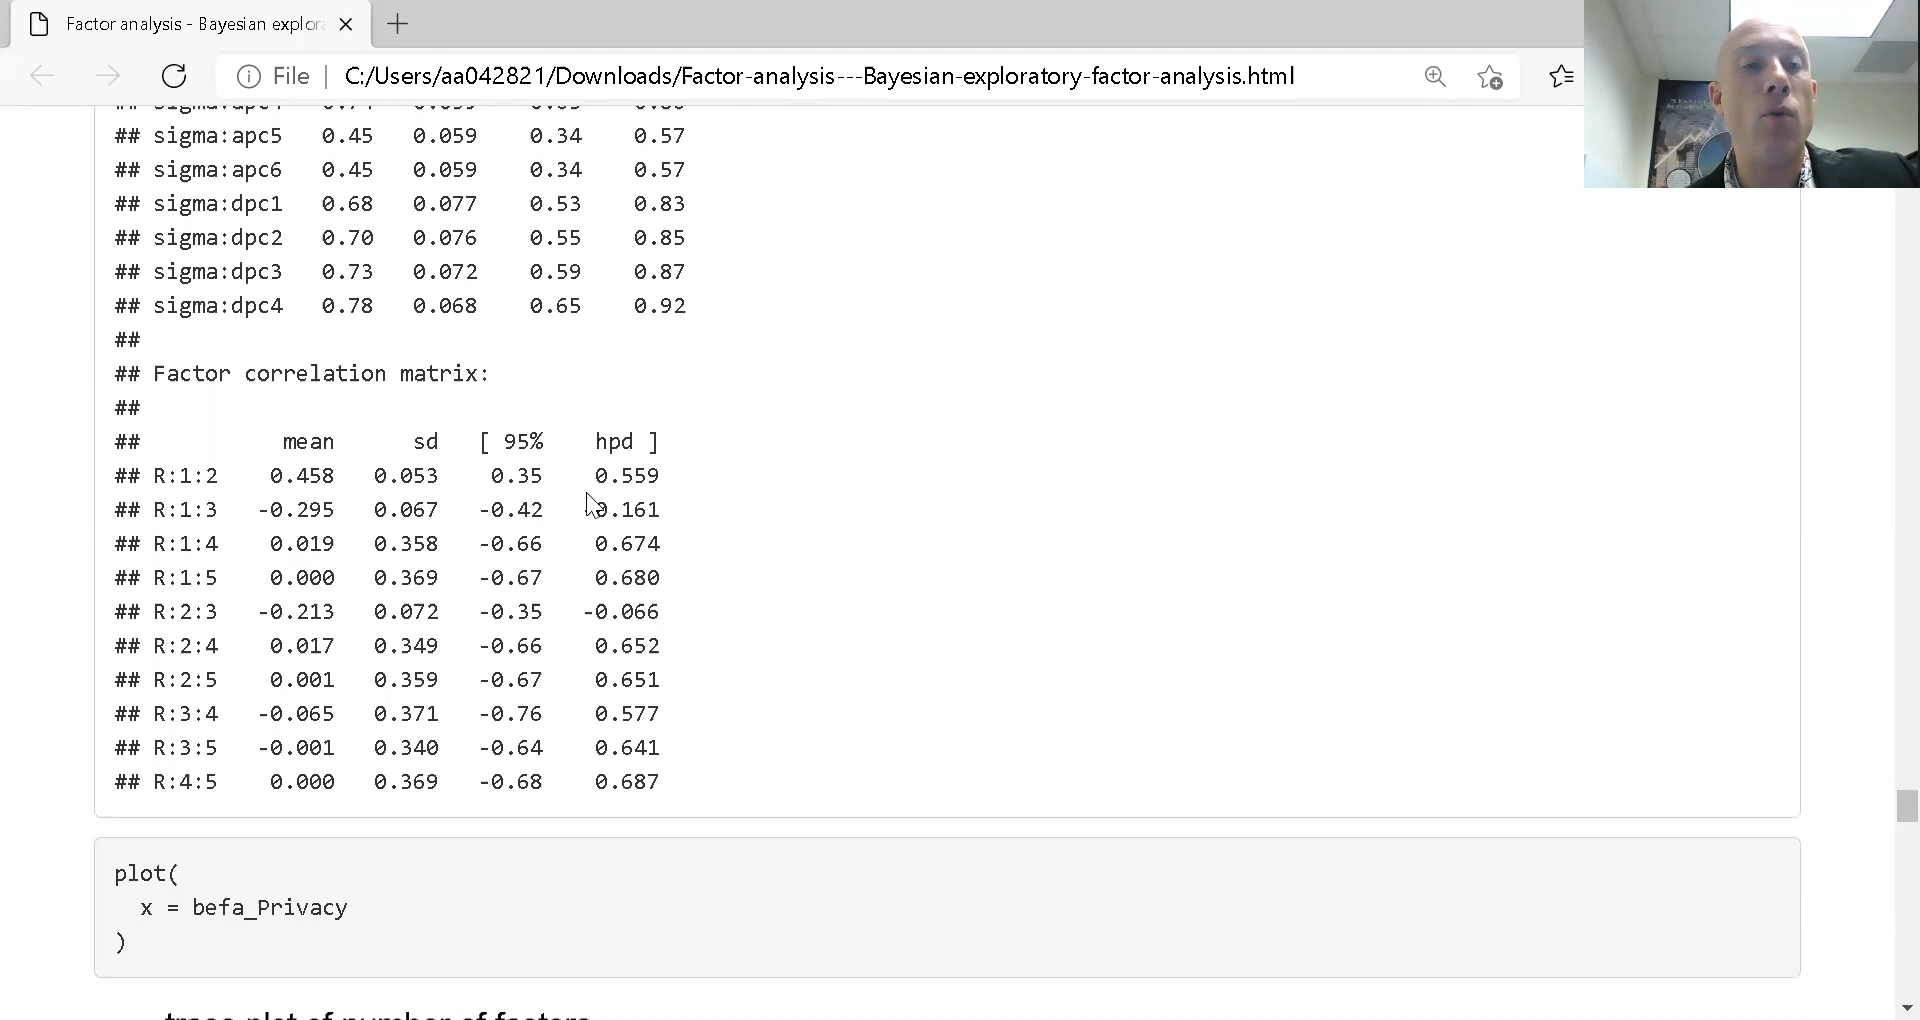 Factor analysis - Bayesian explora
File | C:/Users/aa042821/Downloads/Factor-analysis---Bayesian-exploratory-factor-analysis.html
## sigma:apc5 0.45 0.059 0.34 0.57
## sigma:apc6 0.45 0.059 0.34 0.57
## sigma:dpc1 0.68 0.077 0.53 0.83
## sigma:dpc2 0.70 0.076 0.55 0.85
## sigma:dpc3 0.73 0.072 0.59 0.87
## sigma:dpc4 0.78 0.068 0.65 0.92
##
## Factor correlation matrix:
##
## mean sd [ 95% hpd ]
## R:1:2 0.458 0.053 0.35 0.559
## R:1:3 -0.295 0.067 -0.42 0.161
## R:1:4 0.019 0.358 -0.66 0.674
## R:1:5 0.000 0.369 -0.67 0.680
## R:2:3 -0.213 0.072 -0.35 -0.066
## R:2:4 0.017 0.349 -0.66 0.652
## R:2:5 0.001 0.359 -0.67 0.651
## R:3:4 -0.065 0.371 -0.76 0.577
## R:3:5 -0.001 0.340 -0.64 0.641
## R:4:5 0.000 0.369 -0.68 0.687
plot(
x = befa_Privacy
)
trace plot of number of factors